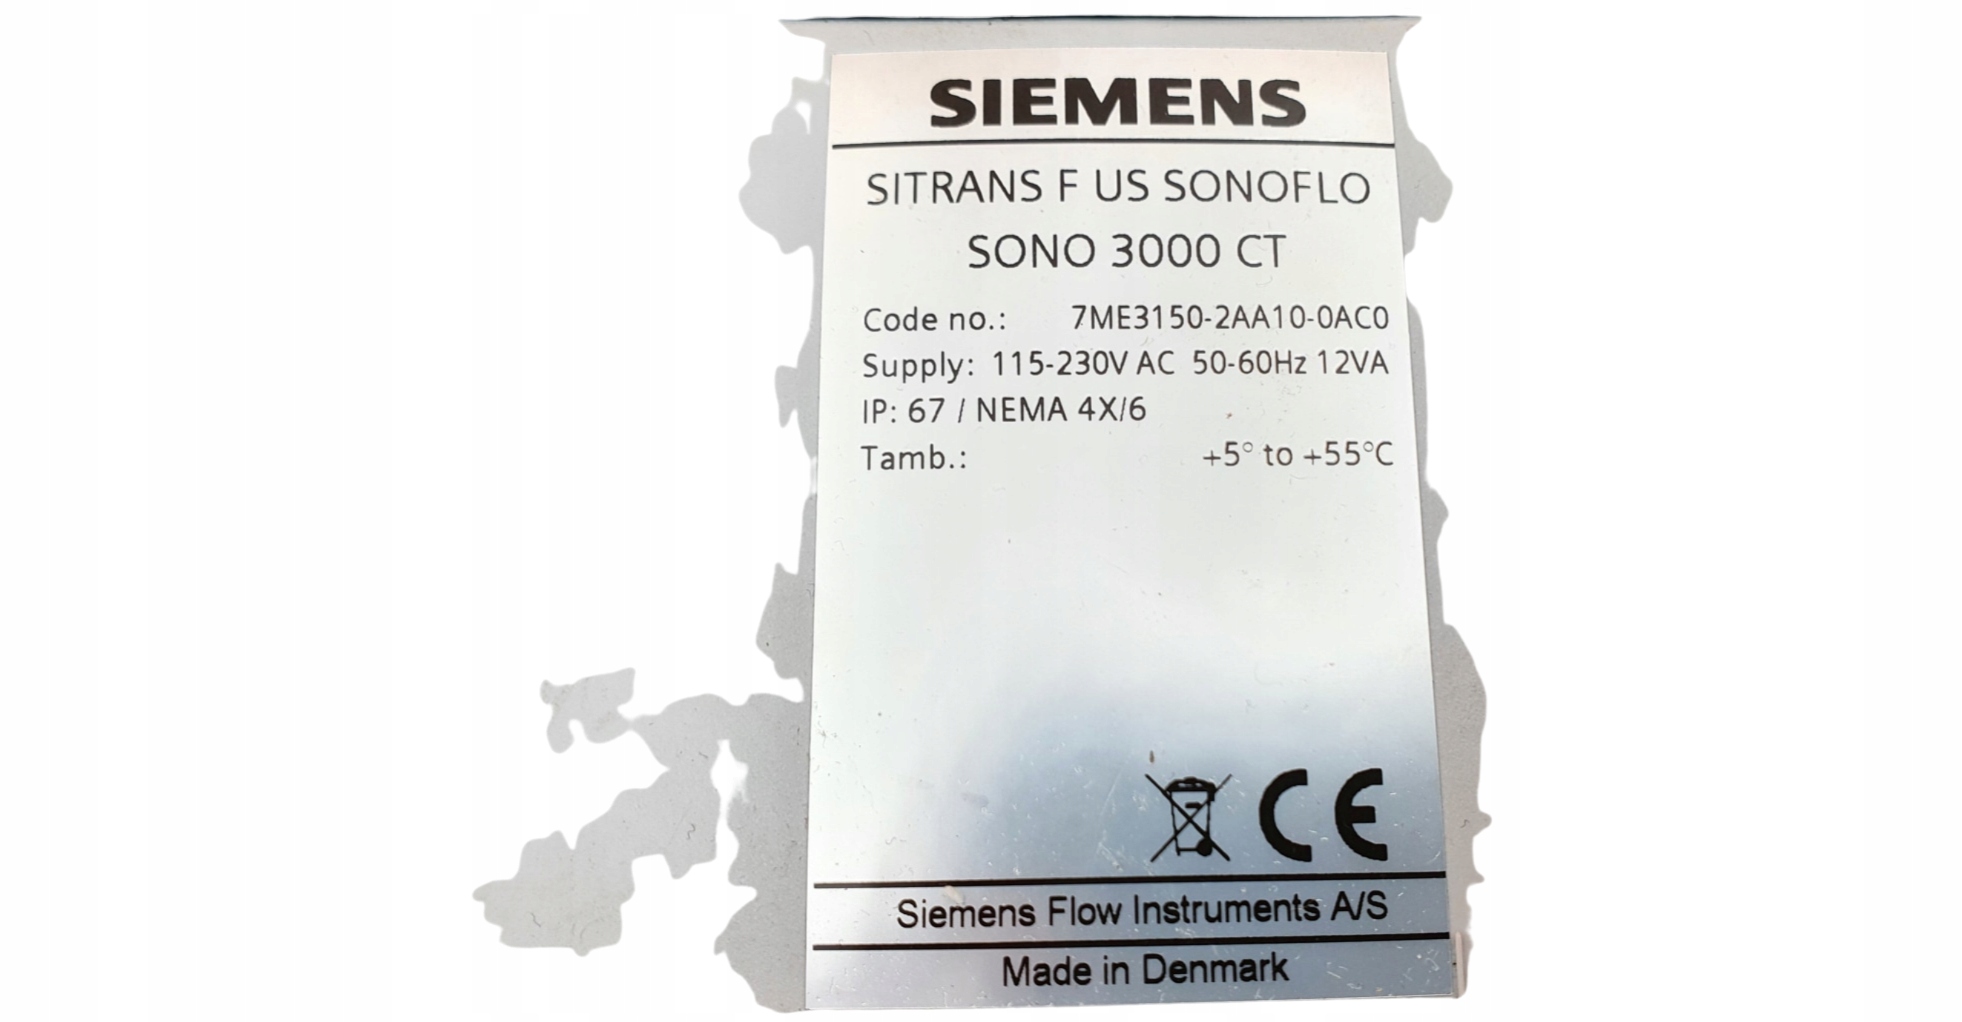 SIEMENS
SITRANS F US SONOFLO
SONO 3000 CT
Code no.: 7ME3150-2AA10-0AC0
Supply: 115-230V AC 50-60Hz 12VA
IP: 67 / NEMA 4X/6
Tamb.: +5° to +55°C
CE
Siemens Flow Instruments A/S
Made in Denmark